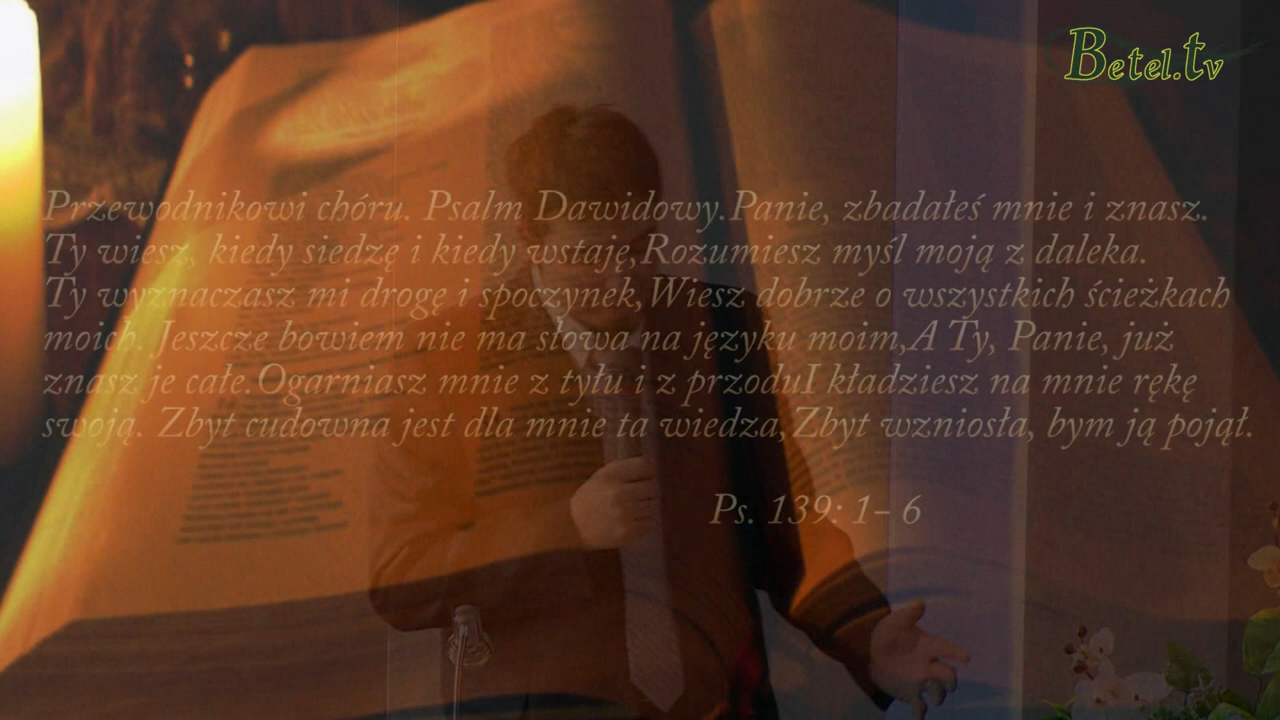 Betel.tv
Przewodnikowi chóru. Psalm Dawidowy.Panie, zbadałeś mnie i znasz.
Ty wiesz, kiedy siedzę i kiedy wstaję,Rozumiesz myśl moją z daleka.
Ty wyznaczasz mi drogę i spoczynek,Wiesz dobrze o wszystkich ścieżkach
moich. Jeszcze bowiem nie ma słowa na języku moim,A Ty, Panie, już
znasz je całe.Ogarniasz mnie z tyłu i z przoduI kładziesz na mnie rękę
swoją. Zbyt cudowna jest dla mnie ta wiedza,Zbyt wzniosła, bym ją pojął.
Ps. 139: 1- 6